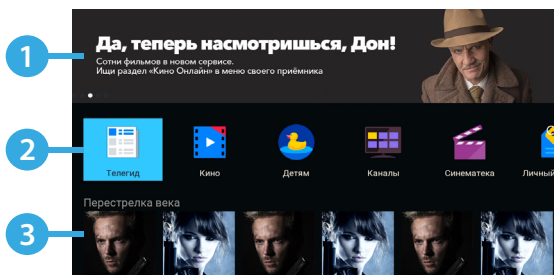 1
Да, теперь насмотришься, Дон!
Сотни фильмов в новом сервисе.
Ищи раздел «Кино Онлайн» в меню своего приёмника
2
Телегид Кино Детям Каналы Синематека Личный
Перестрелка века
3